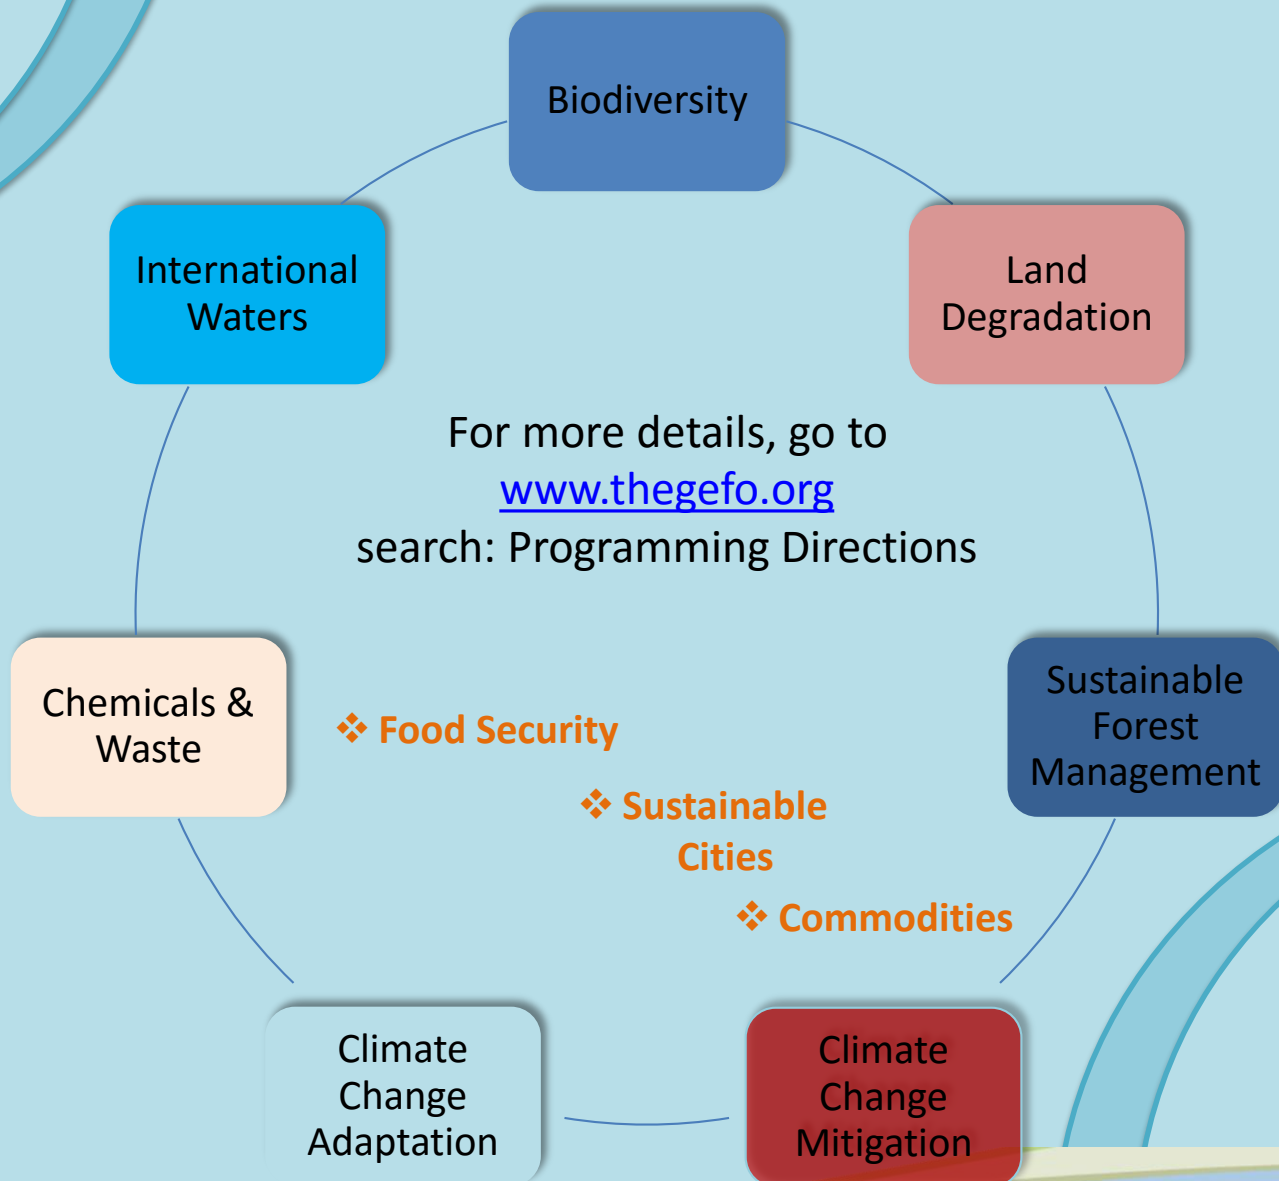 Biodiversity
International
Waters
Land
Degradation
For more details, go to
www.thegefo.org
search: Programming Directions
Chemicals &
Waste
Sustainable
Forest
Management
❖ Food Security
❖ Sustainable
Cities
❖ Commodities
Climate
Change
Adaptation
Climate
Change
Mitigation